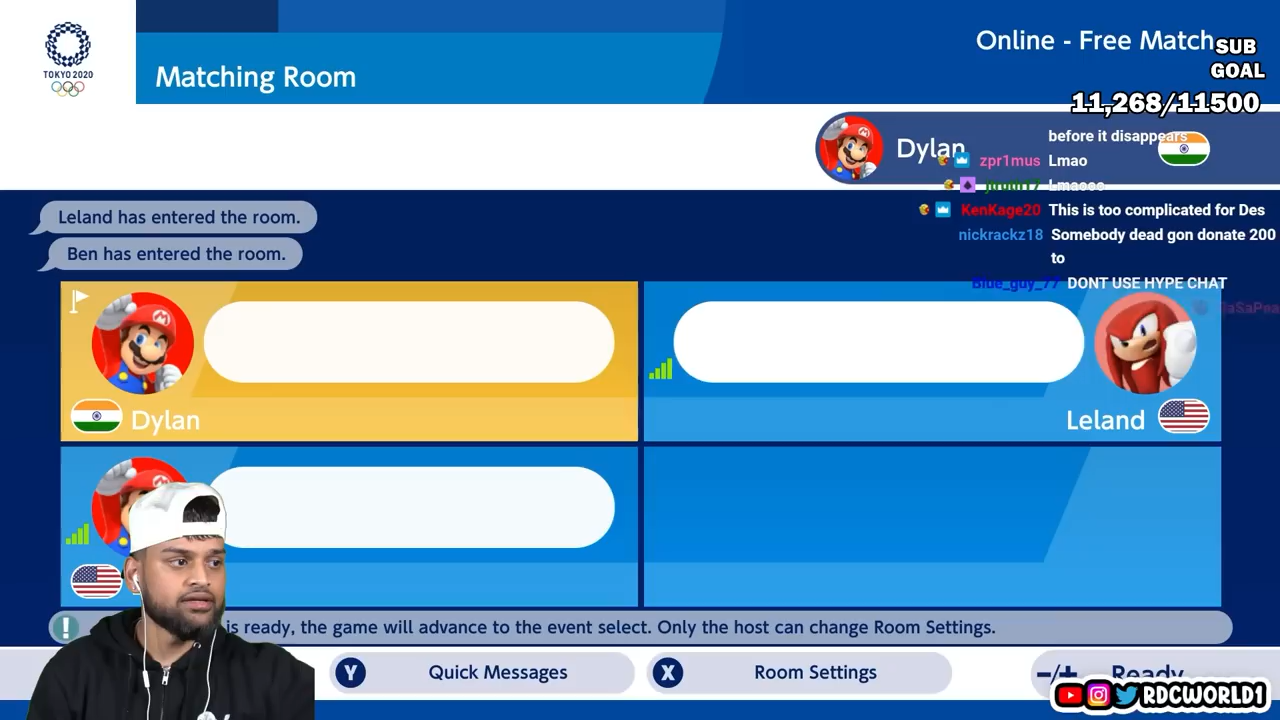 TOKYO 2020
Matching Room
Online - Free Match
SUB
GOAL
11,268/11500
Dylan
before it disappears
zpr1mus Lmao
KenKage20 This is too complicated for Des
nickrackz18 Somebody dead gon donate 200
to
Blue_guy_77 DONT USE HYPE CHAT
Leland has entered the room.
Ben has entered the room.
Dylan
Leland
is ready, the game will advance to the event select. Only the host can change Room Settings.
Y Quick Messages
X Room Settings
-/+ Ready
RDCWORLD1